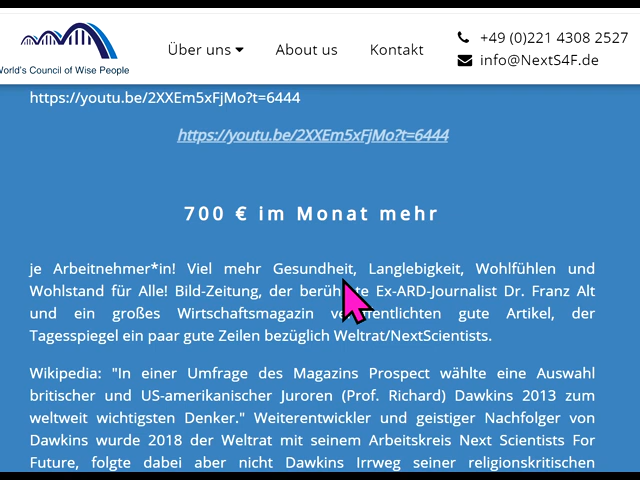 World's Council of Wise People
Über uns
About us
Kontakt
+49 (0)221 4308 2527
info@NextS4F.de
https://youtu.be/2XXEm5xFjMo?t=6444
https://youtu.be/2XXEm5xFjMo?t=6444
700 € im Monat mehr
je Arbeitnehmer*in! Viel mehr Gesundheit, Langlebigkeit, Wohlfühlen und
Wohlstand für Alle! Bild-Zeitung, der berühmte Ex-ARD-Journalist Dr. Franz Alt
und ein großes Wirtschaftsmagazin veröffentlichten gute Artikel, der
Tagesspiegel ein paar gute Zeilen bezüglich Weltrat/NextScientists.
Wikipedia: "In einer Umfrage des Magazins Prospect wählte eine Auswahl
britischer und US-amerikanischer Juroren (Prof. Richard) Dawkins 2013 zum
weltweit wichtigsten Denker." Weiterentwickler und geistiger Nachfolger von
Dawkins wurde 2018 der Weltrat mit seinem Arbeitskreis Next Scientists For
Future, folgte dabei aber nicht Dawkins Irrweg seiner religionskritischen